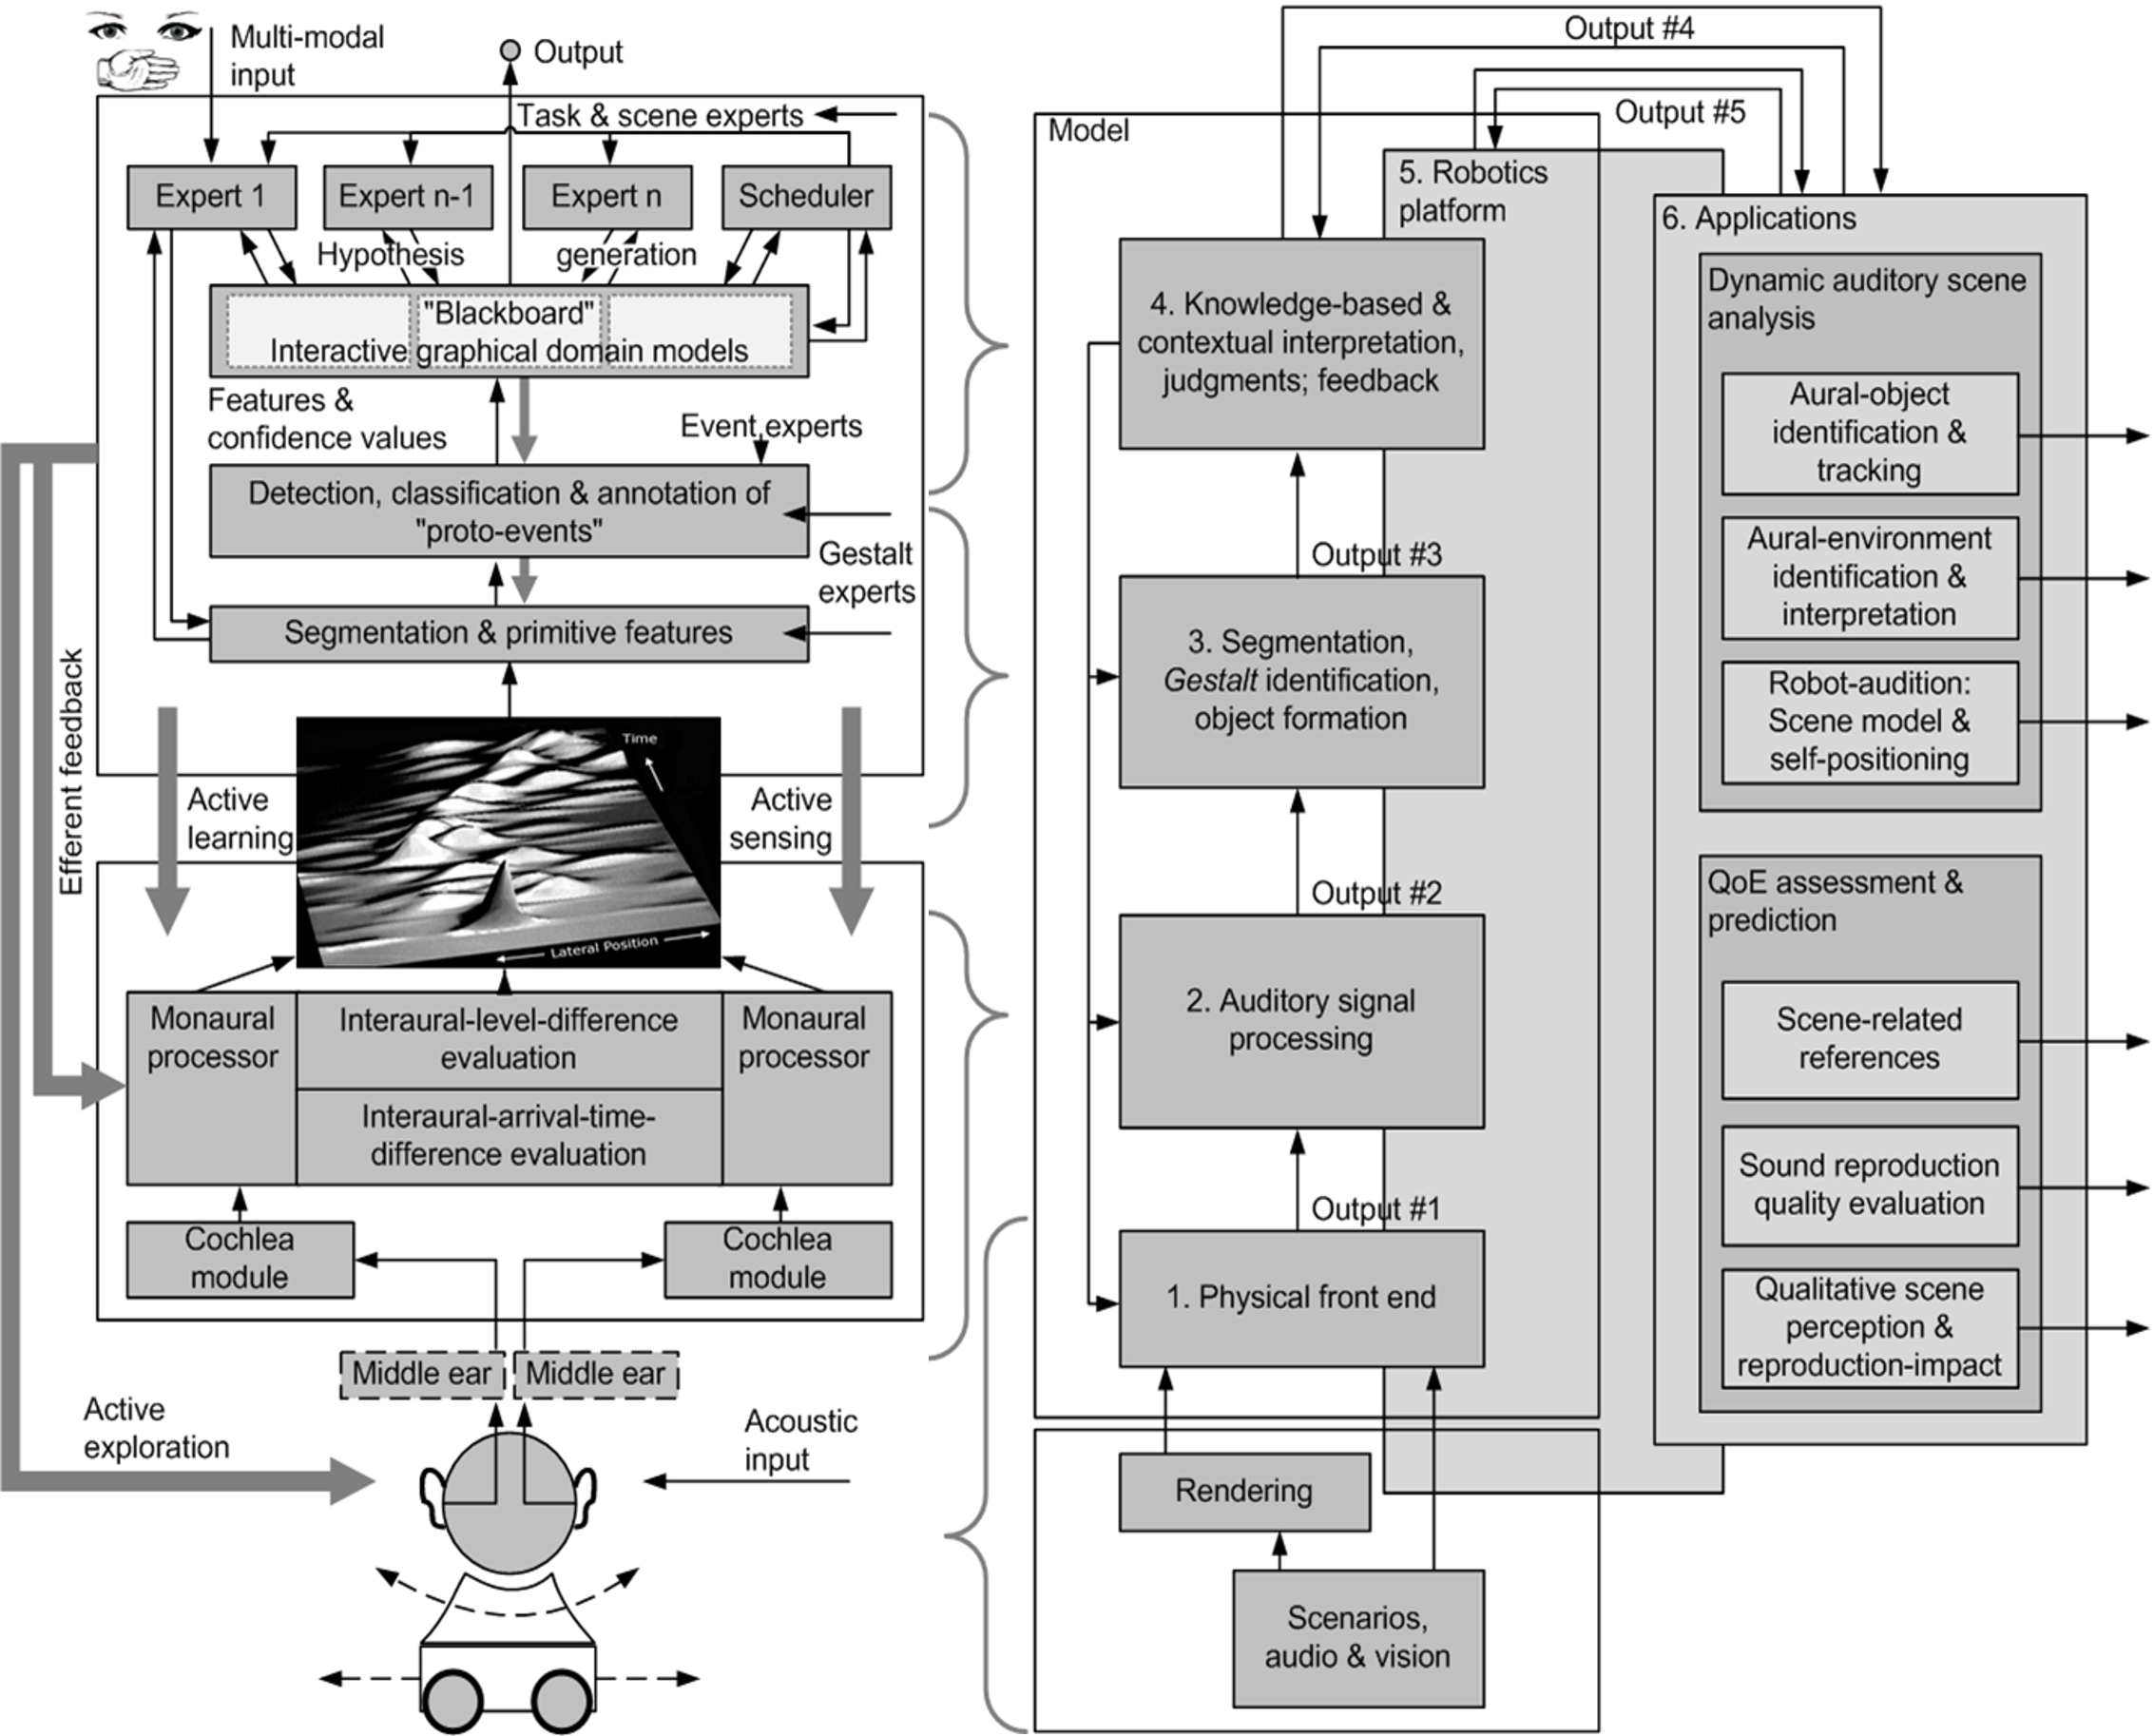 Multi-modal
input
Output
Task & scene experts
Expert 1
Expert n-1
Expert n
Scheduler
Hypothesis
generation
"Blackboard"
Interactive graphical domain models
Features &
confidence values
Event experts
Detection, classification & annotation of
"proto-events"
Gestalt
experts
Segmentation & primitive features
Efferent feedback
Time
Active
learning
Active
sensing
Lateral Position
Monaural
processor
Interaural-level-difference
evaluation
Interaural-arrival-time-
difference evaluation
Monaural
processor
Cochlea
module
Cochlea
module
Middle ear
Middle ear
Active
exploration
Acoustic
input
Output #4
Output #5
Model
5. Robotics
platform
4. Knowledge-based &
contextual interpretation,
judgments; feedback
Output #3
3. Segmentation,
Gestalt identification,
object formation
Output #2
2. Auditory signal
processing
Output #1
1. Physical front end
Rendering
Scenarios,
audio & vision
6. Applications
Dynamic auditory scene
analysis
Aural-object
identification &
tracking
Aural-environment
identification &
interpretation
Robot-audition:
Scene model &
self-positioning
QoE assessment &
prediction
Scene-related
references
Sound reproduction
quality evaluation
Qualitative scene
perception &
reproduction-impact